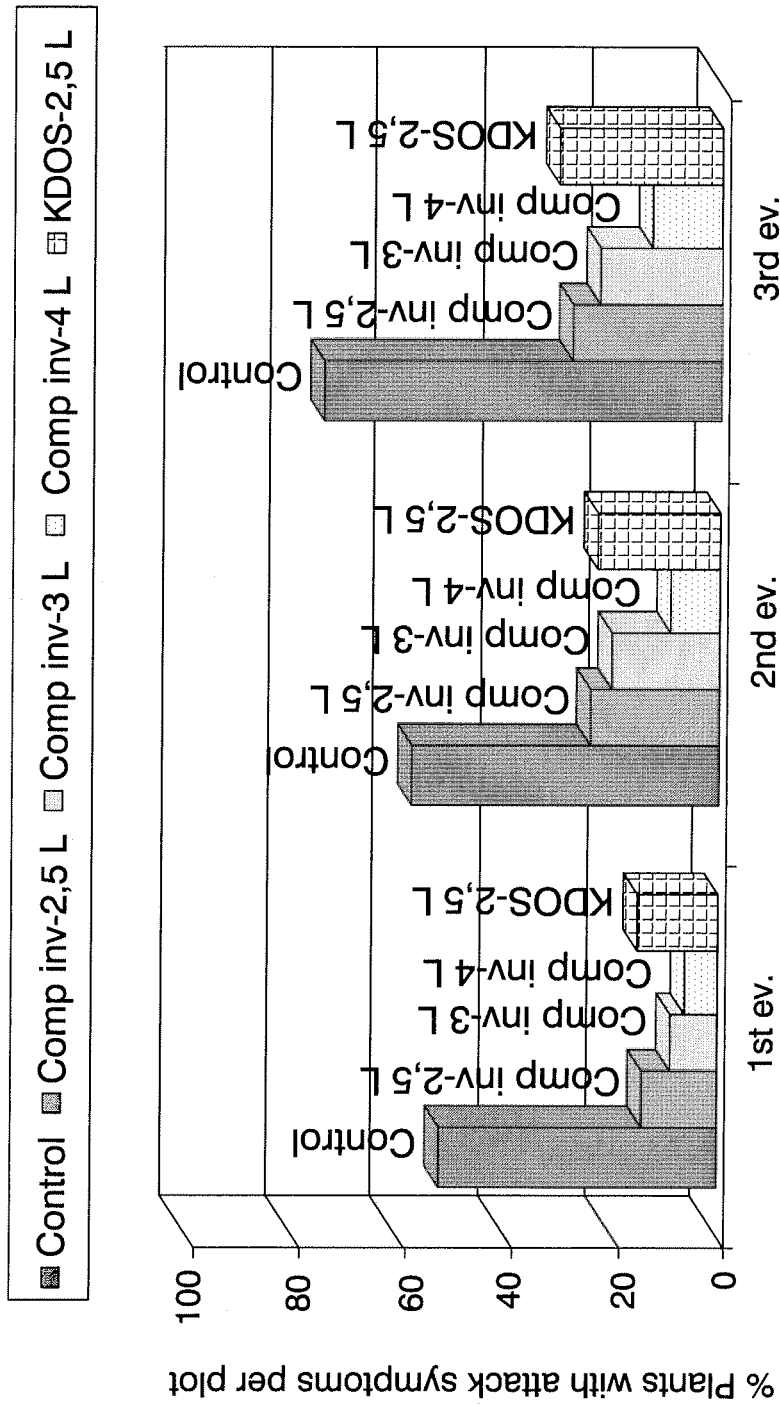 Control Comp inv-2,5 L Comp inv-3 L Comp inv-4 L KDOS-2,5 L
% Plants with attack symptoms per plot
100
80
60
40
20
0
Control
Comp inv-2,5 L
Comp inv-3 L
Comp inv-4 L
KDOS-2,5 L
1st ev.
Control
Comp inv-2,5 L
Comp inv-3 L
Comp inv-4 L
KDOS-2,5 L
2nd ev.
Control
Comp inv-2,5 L
Comp inv-3 L
Comp inv-4 L
KDOS-2,5 L
3rd ev.